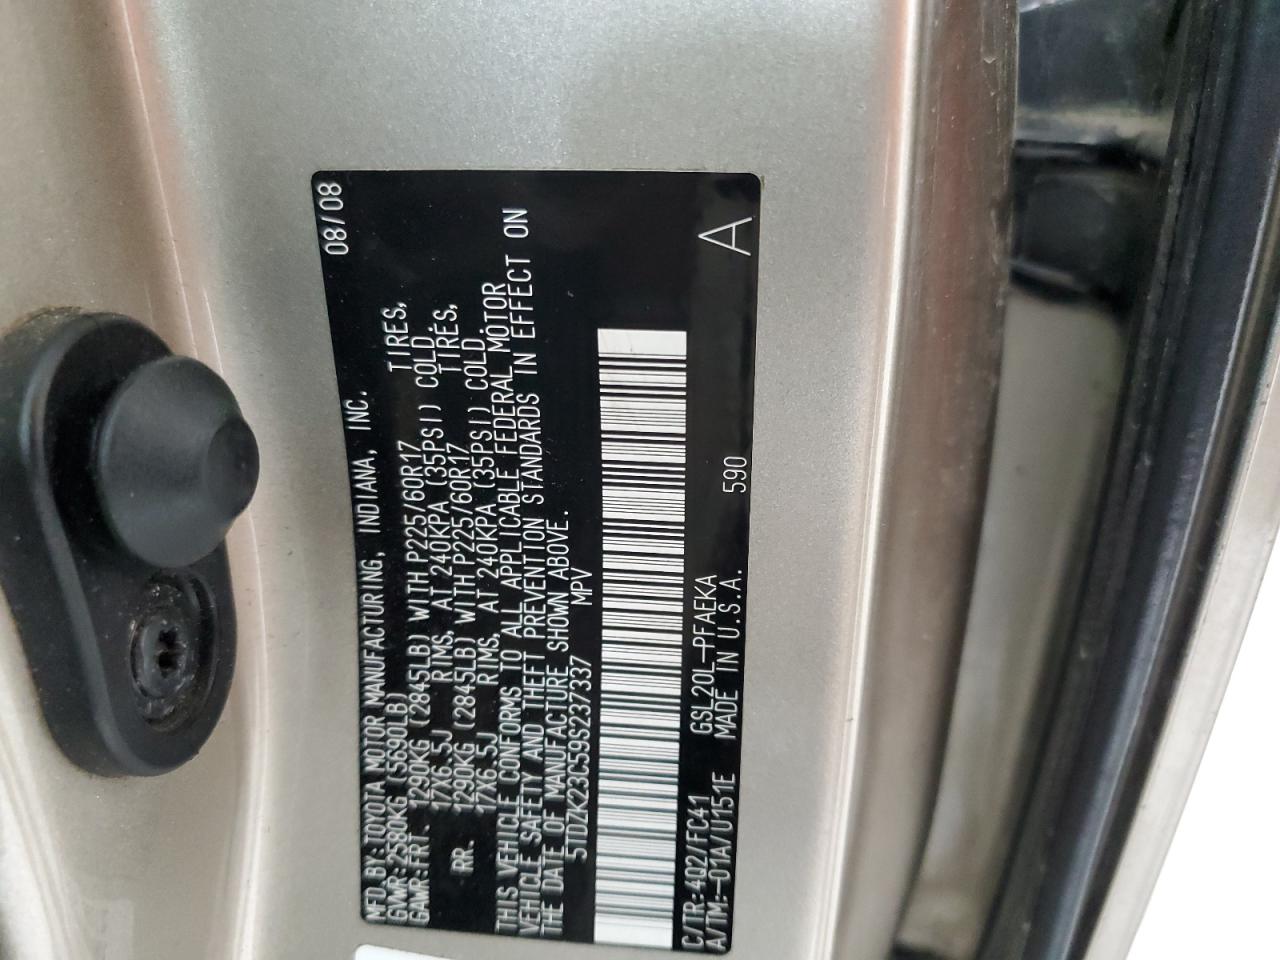 MFD.BY:TOYOTA MOTOR MANUFACTURING, INDIANA, INC. 08/08
GVWR:2580KG (5690LB)
GAWR:FRT. 1290KG (2845LB) WITH P225/60R17 TIRES,
17X6.5J RIMS, AT 240KPA (35PSI) COLD.
RR. 1290KG (2845LB) WITH P225/60R17 TIRES,
17X6.5J RIMS, AT 240KPA (35PSI) COLD.
THIS VEHICLE CONFORMS TO ALL APPLICABLE FEDERAL MOTOR
VEHICLE SAFETY AND THEFT PREVENTION STANDARDS IN EFFECT ON
THE DATE OF MANUFACTURE SHOWN ABOVE.
5TDZK23C59S237337 MPV
C/TR:4Q2/FC41 GSL20L-PFAEKA
A/TM:-01A/U151E MADE IN U.S.A. 590 A